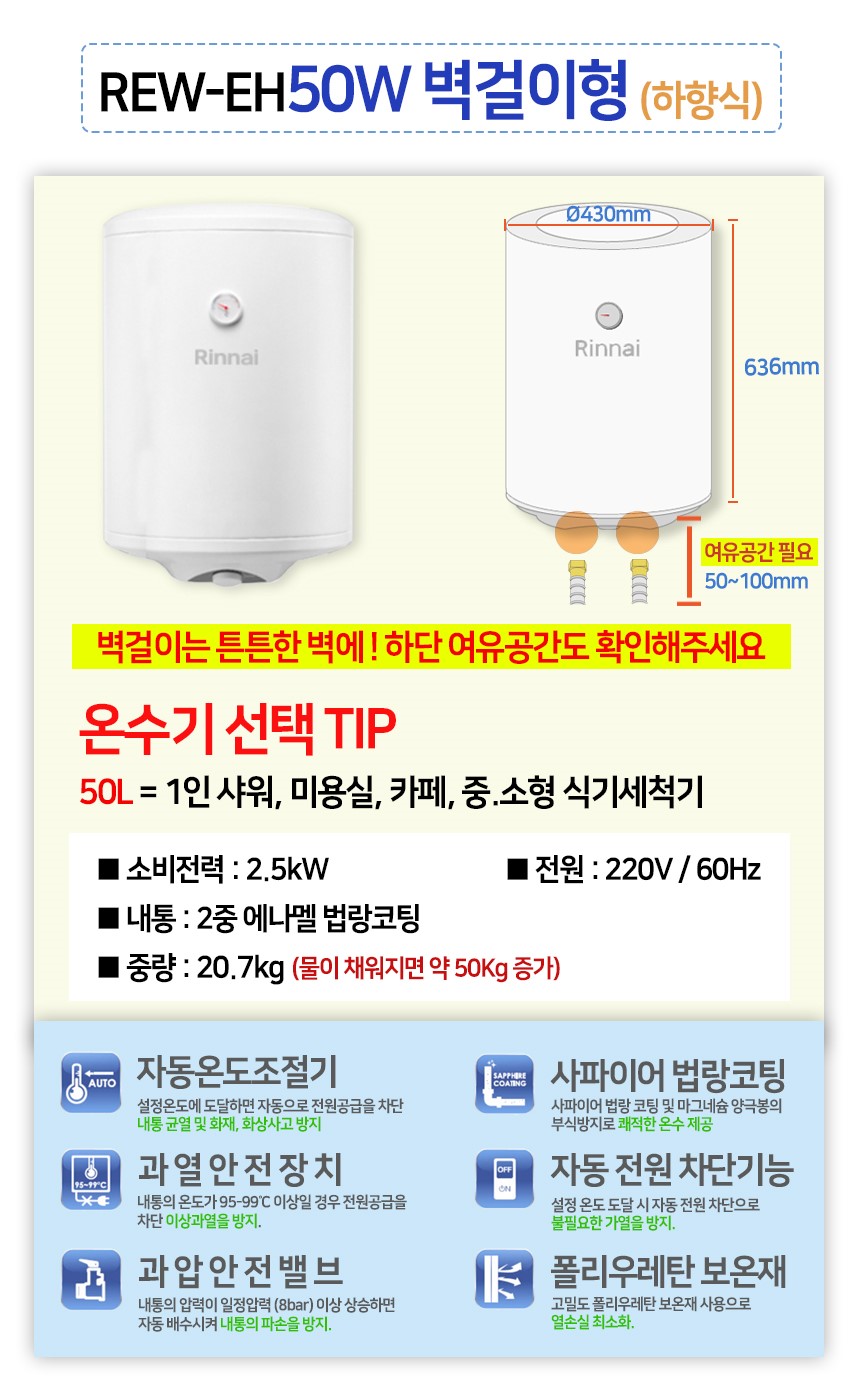 REW-EH50W 벽걸이형 (하향식)
Rinnai
Ø430mm
Rinnai
636mm
여유공간 필요
50~100mm
벽걸이는 튼튼한 벽에! 하단 여유공간도 확인해주세요
온수기 선택 TIP
50L = 1인 샤워, 미용실, 카페, 중.소형 식기세척기
■ 소비전력 : 2.5kW
■ 전원 : 220V / 60Hz
■ 내통 : 2중 에나멜 법랑코팅
■ 중량 : 20.7kg (물이 채워지면 약 50Kg 증가)
AUTO
자동온도조절기
설정온도에 도달하면 자동으로 전원공급을 차단
내통 균열 및 화재, 화상사고 방지
SAPPHIRE
COATING
사파이어 법랑코팅
사파이어 법랑 코팅 및 마그네슘 양극봉의
부식방지로 쾌적한 온수 제공
95~99°C
과열안전장치
내통의 온도가 95-99℃ 이상일 경우 전원공급을
차단 이상과열을 방지.
OFF
ON
자동 전원 차단기능
설정 온도 도달 시 자동 전원 차단으로
불필요한 가열을 방지.
과압안전밸브
내통의 압력이 일정압력 (8bar) 이상 상승하면
자동 배수시켜 내통의 파손을 방지.
폴리우레탄 보온재
고밀도 폴리우레탄 보온재 사용으로
열손실 최소화.